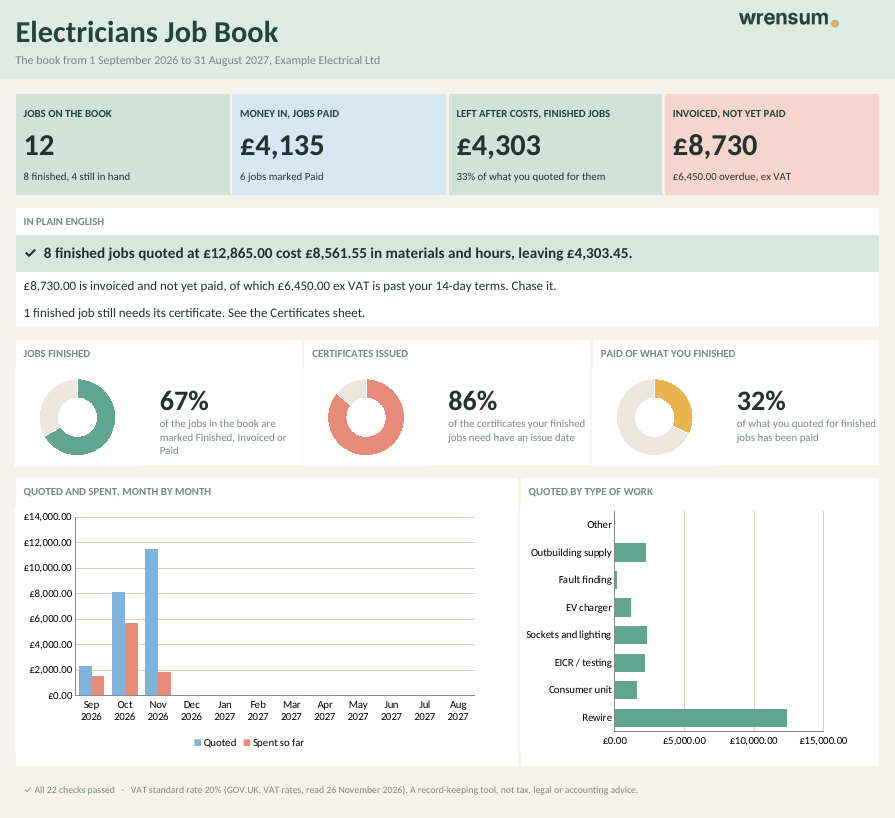 Electricians Job Book
wrensum
The book from 1 September 2026 to 31 August 2027, Example Electrical Ltd
JOBS ON THE BOOK
12
8 finished, 4 still in hand
MONEY IN, JOBS PAID
£4,135
6 jobs marked Paid
LEFT AFTER COSTS, FINISHED JOBS
£4,303
33% of what you quoted for them
INVOICED, NOT YET PAID
£8,730
£6,450.00 overdue, ex VAT
IN PLAIN ENGLISH
✓ 8 finished jobs quoted at £12,865.00 cost £8,561.55 in materials and hours, leaving £4,303.45.
£8,730.00 is invoiced and not yet paid, of which £6,450.00 ex VAT is past your 14-day terms. Chase it.
1 finished job still needs its certificate. See the Certificates sheet.
JOBS FINISHED
67%
of the jobs in the book are
marked Finished, Invoiced or
Paid
CERTIFICATES ISSUED
86%
of the certificates your finished
jobs need have an issue date
PAID OF WHAT YOU FINISHED
32%
of what you quoted for finished
jobs has been paid
QUOTED AND SPENT, MONTH BY MONTH
£14,000.00
£12,000.00
£10,000.00
£8,000.00
£6,000.00
£4,000.00
£2,000.00
£0.00
Sep Oct Nov Dec Jan Feb Mar Apr May Jun Jul Aug
2026 2026 2026 2026 2027 2027 2027 2027 2027 2027 2027 2027
Quoted Spent so far
QUOTED BY TYPE OF WORK
Other
Outbuilding supply
Fault finding
EV charger
Sockets and lighting
EICR / testing
Consumer unit
Rewire
£0.00 £5,000.00 £10,000.00 £15,000.00
✓ All 22 checks passed · VAT standard rate 20% (GOV.UK, VAT rates, read 26 November 2026). A record-keeping tool, not tax, legal or accounting advice.